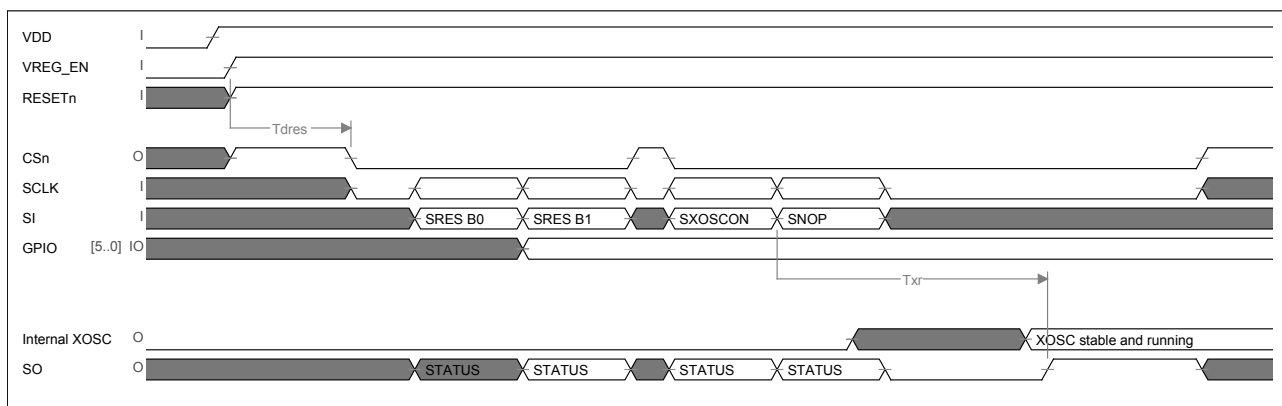 VDD I
VREG_EN I
RESETn I
Tdres
CSn O
SCLK I
SI I SRES B0 SRES B1 SXOSCON SNOP
GPIO [5..0] IO
Txr
Internal XOSC O XOSC stable and running
SO O STATUS STATUS STATUS STATUS